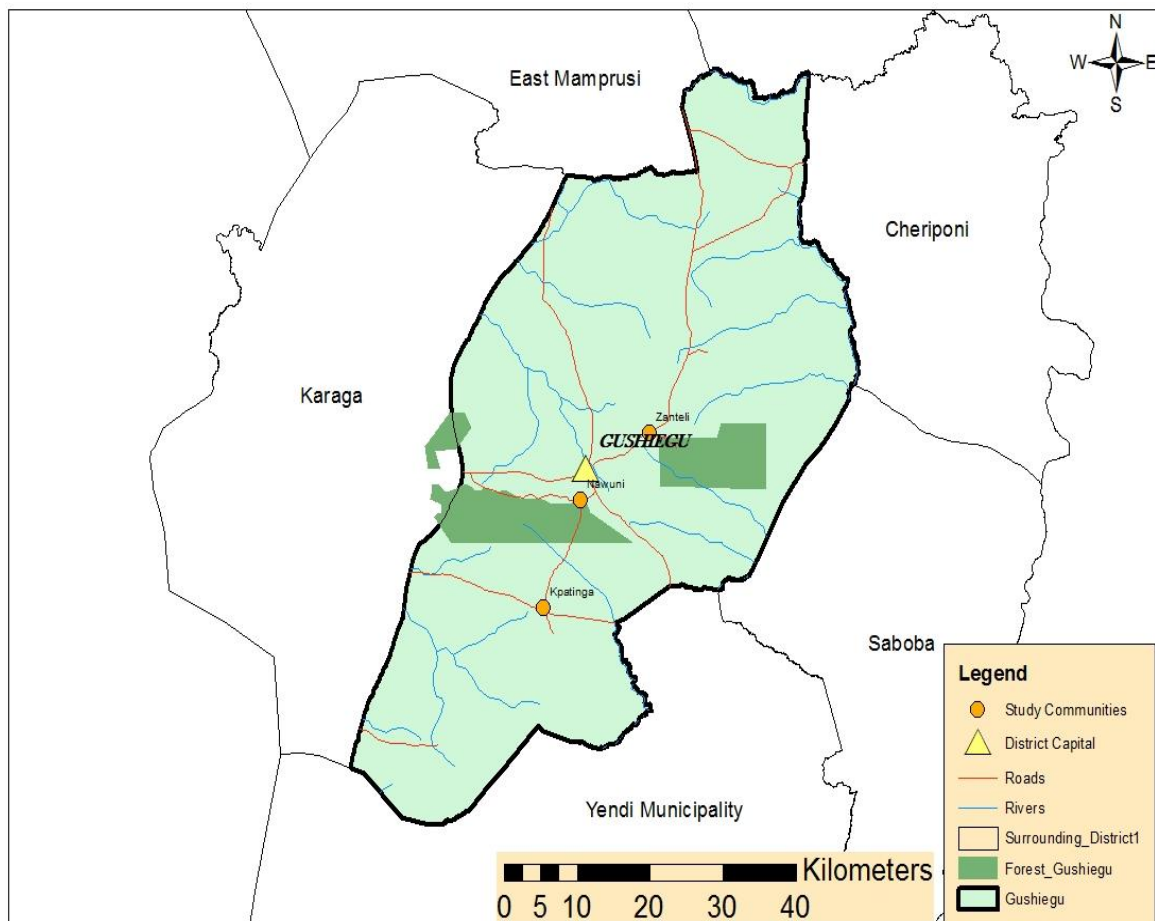 N
East Mamprusi
W E
S
Cheriponi
Karaga
Zanteli
GUSHIEGU
Nawuni
Kpatinga
Saboba
Yendi Municipality
Legend
Study Communities
District Capital
Roads
Rivers
Surrounding_District1
Forest_Gushiegu
Gushiegu
Kilometers
0 5 10 20 30 40